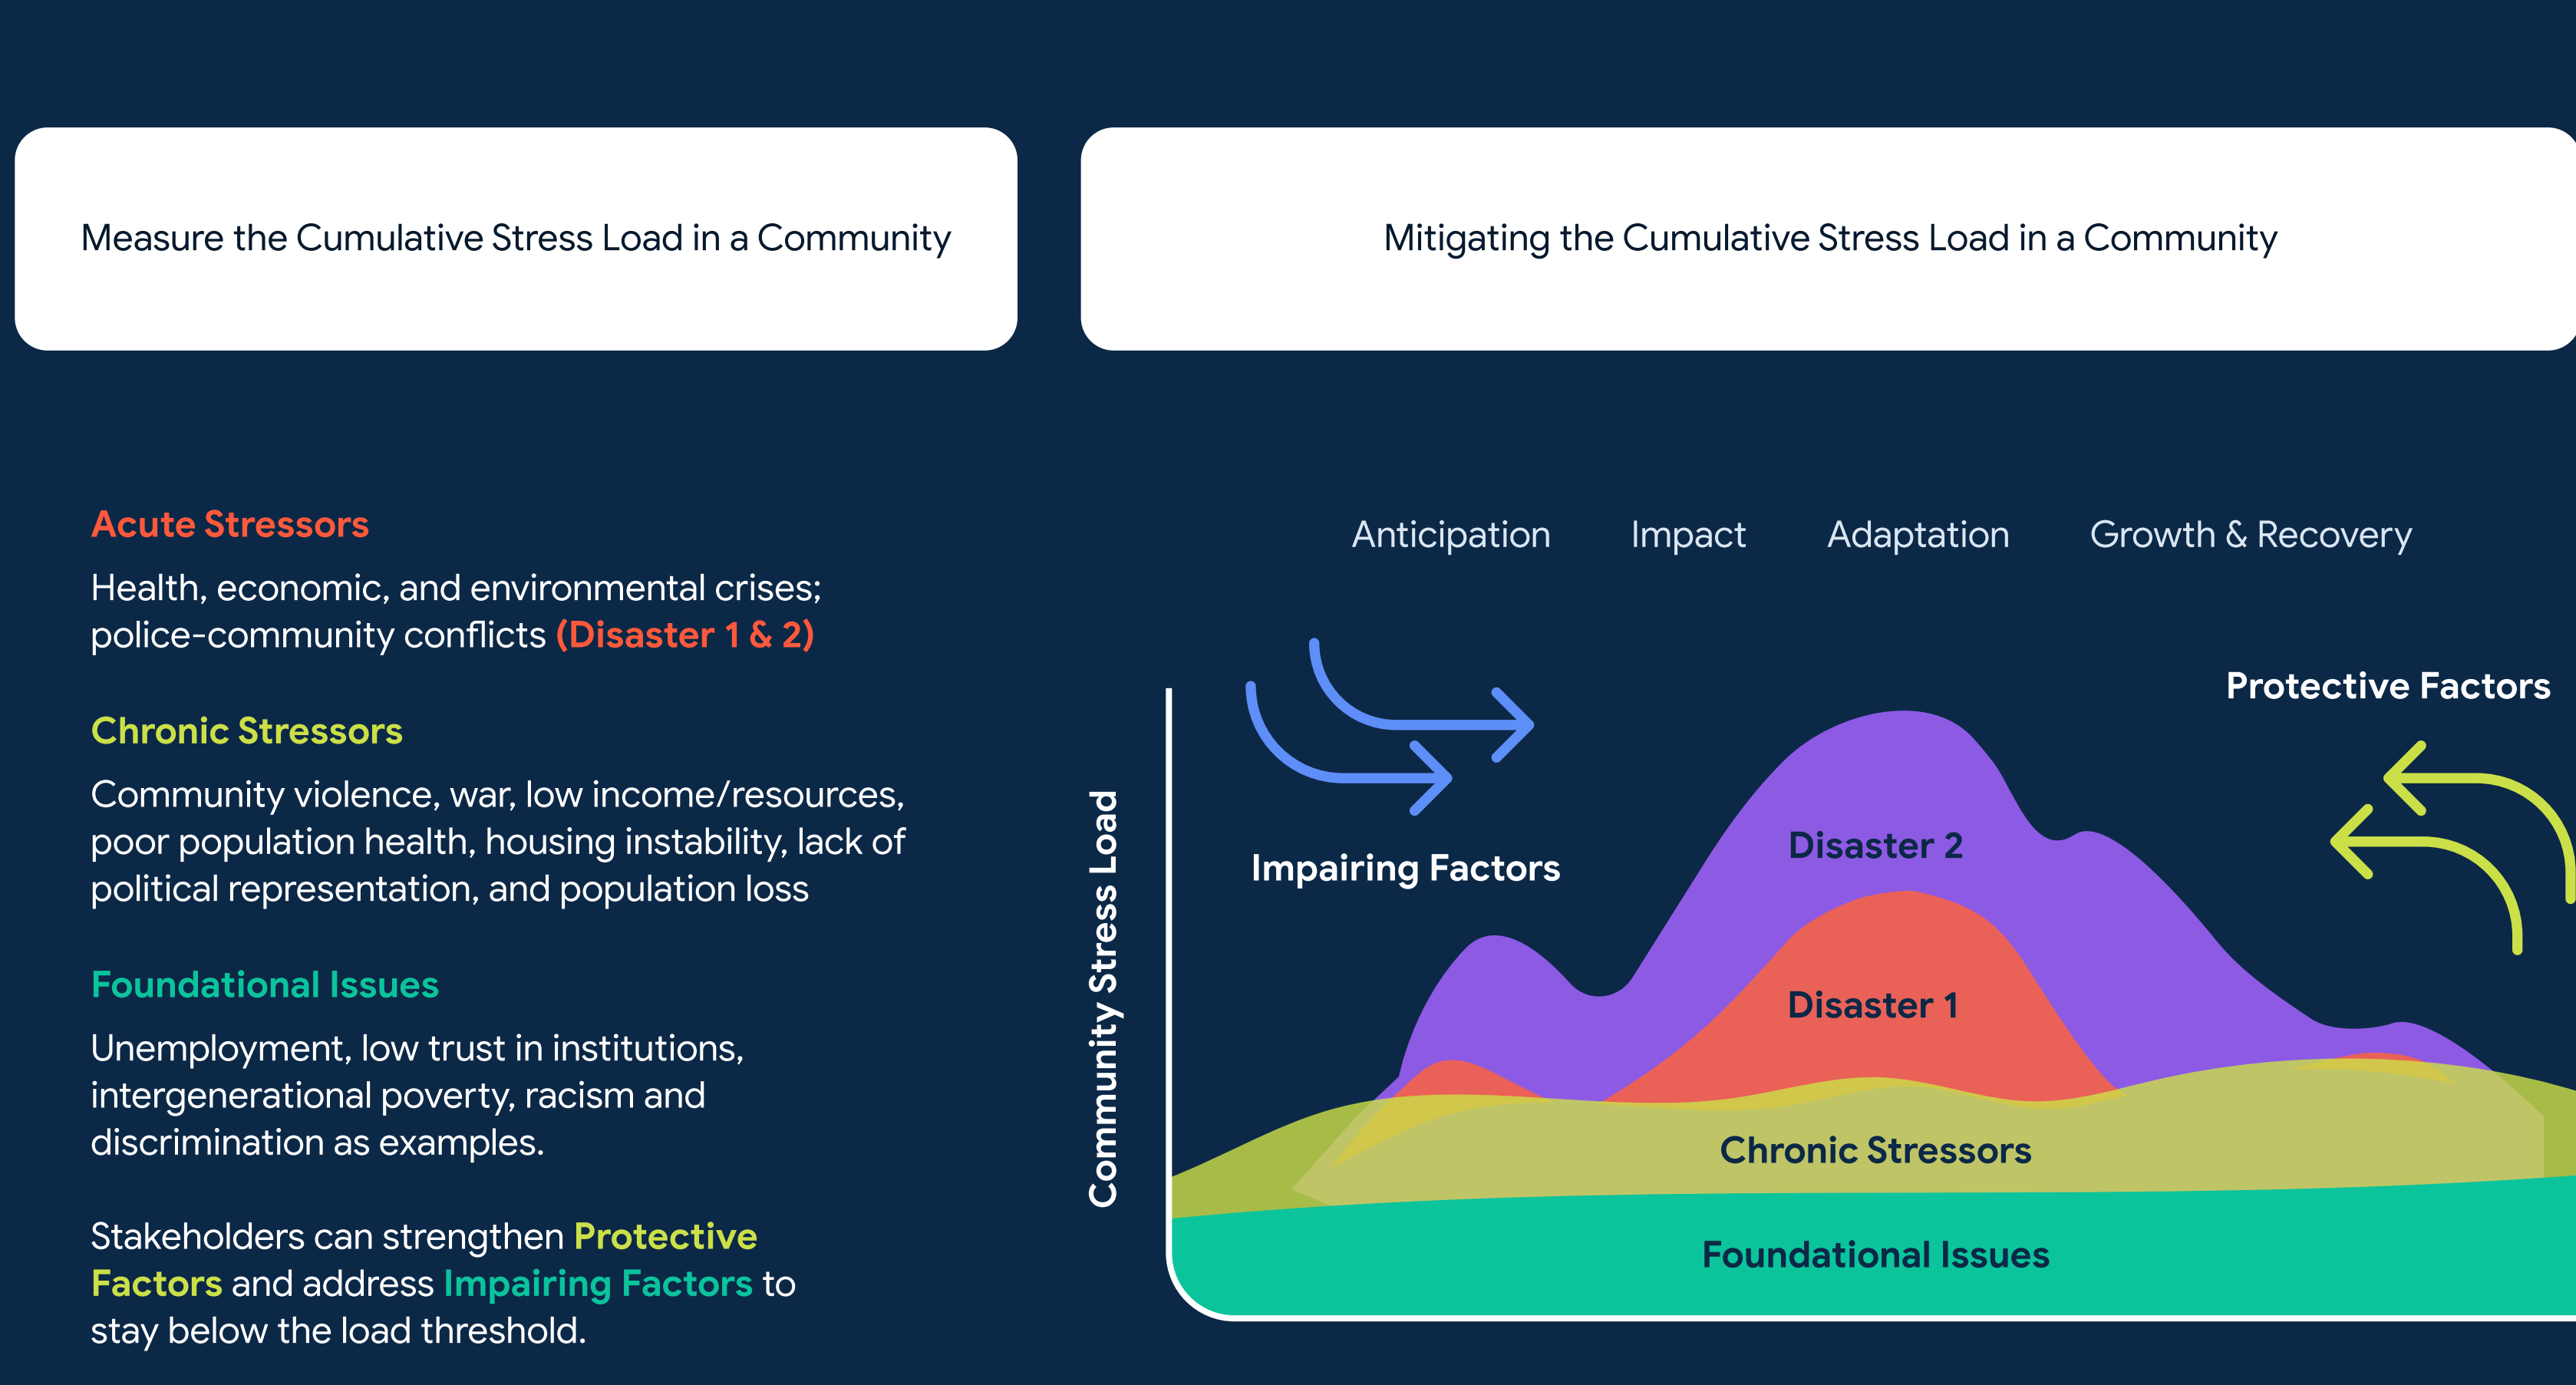 Measure the Cumulative Stress Load in a Community
Mitigating the Cumulative Stress Load in a Community
Acute Stressors
Health, economic, and environmental crises;
police-community conflicts (Disaster 1 & 2)
Chronic Stressors
Community violence, war, low income/resources,
poor population health, housing instability, lack of
political representation, and population loss
Foundational Issues
Unemployment, low trust in institutions,
intergenerational poverty, racism and
discrimination as examples.
Stakeholders can strengthen Protective
Factors and address Impairing Factors to
stay below the load threshold.
Anticipation
Impact
Adaptation
Growth & Recovery
Community Stress Load
Impairing Factors
Protective Factors
Disaster 2
Disaster 1
Chronic Stressors
Foundational Issues